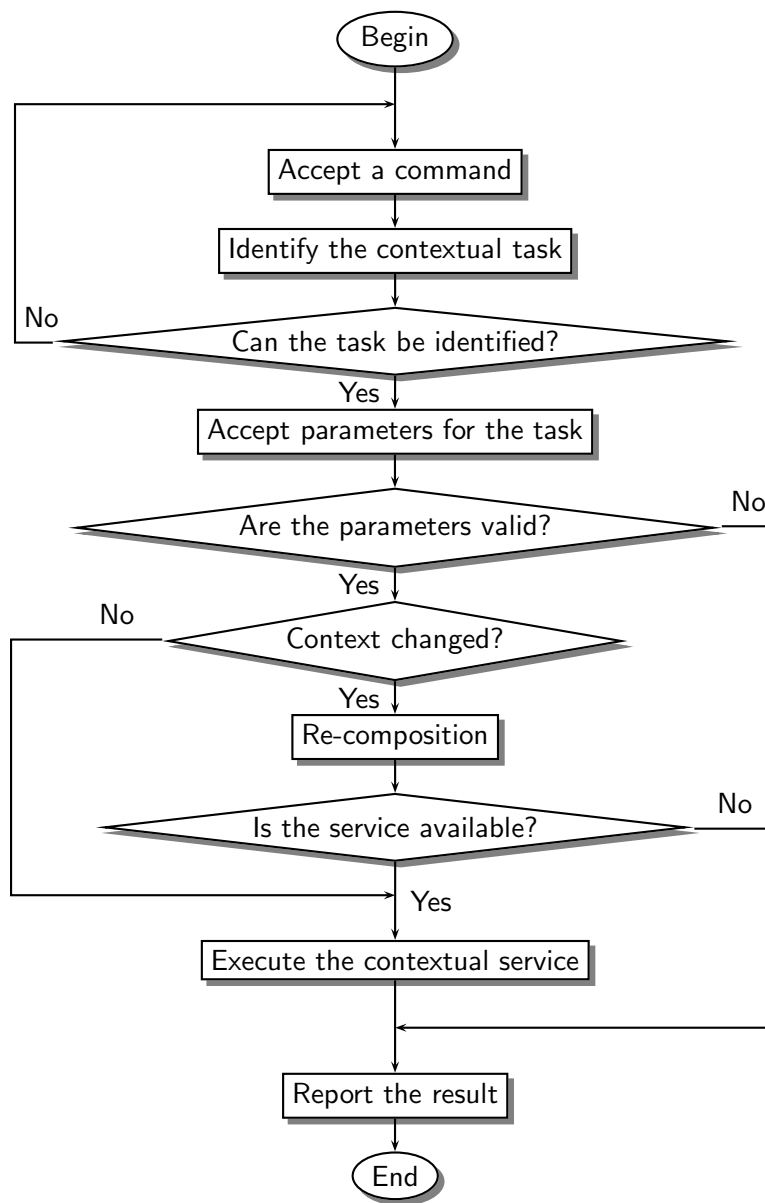 Begin
Accept a command
Identify the contextual task
No
Can the task be identified?
Yes
Accept parameters for the task
No
Are the parameters valid?
Yes
No
Context changed?
Yes
Re-composition
No
Is the service available?
Yes
Execute the contextual service
Report the result
End